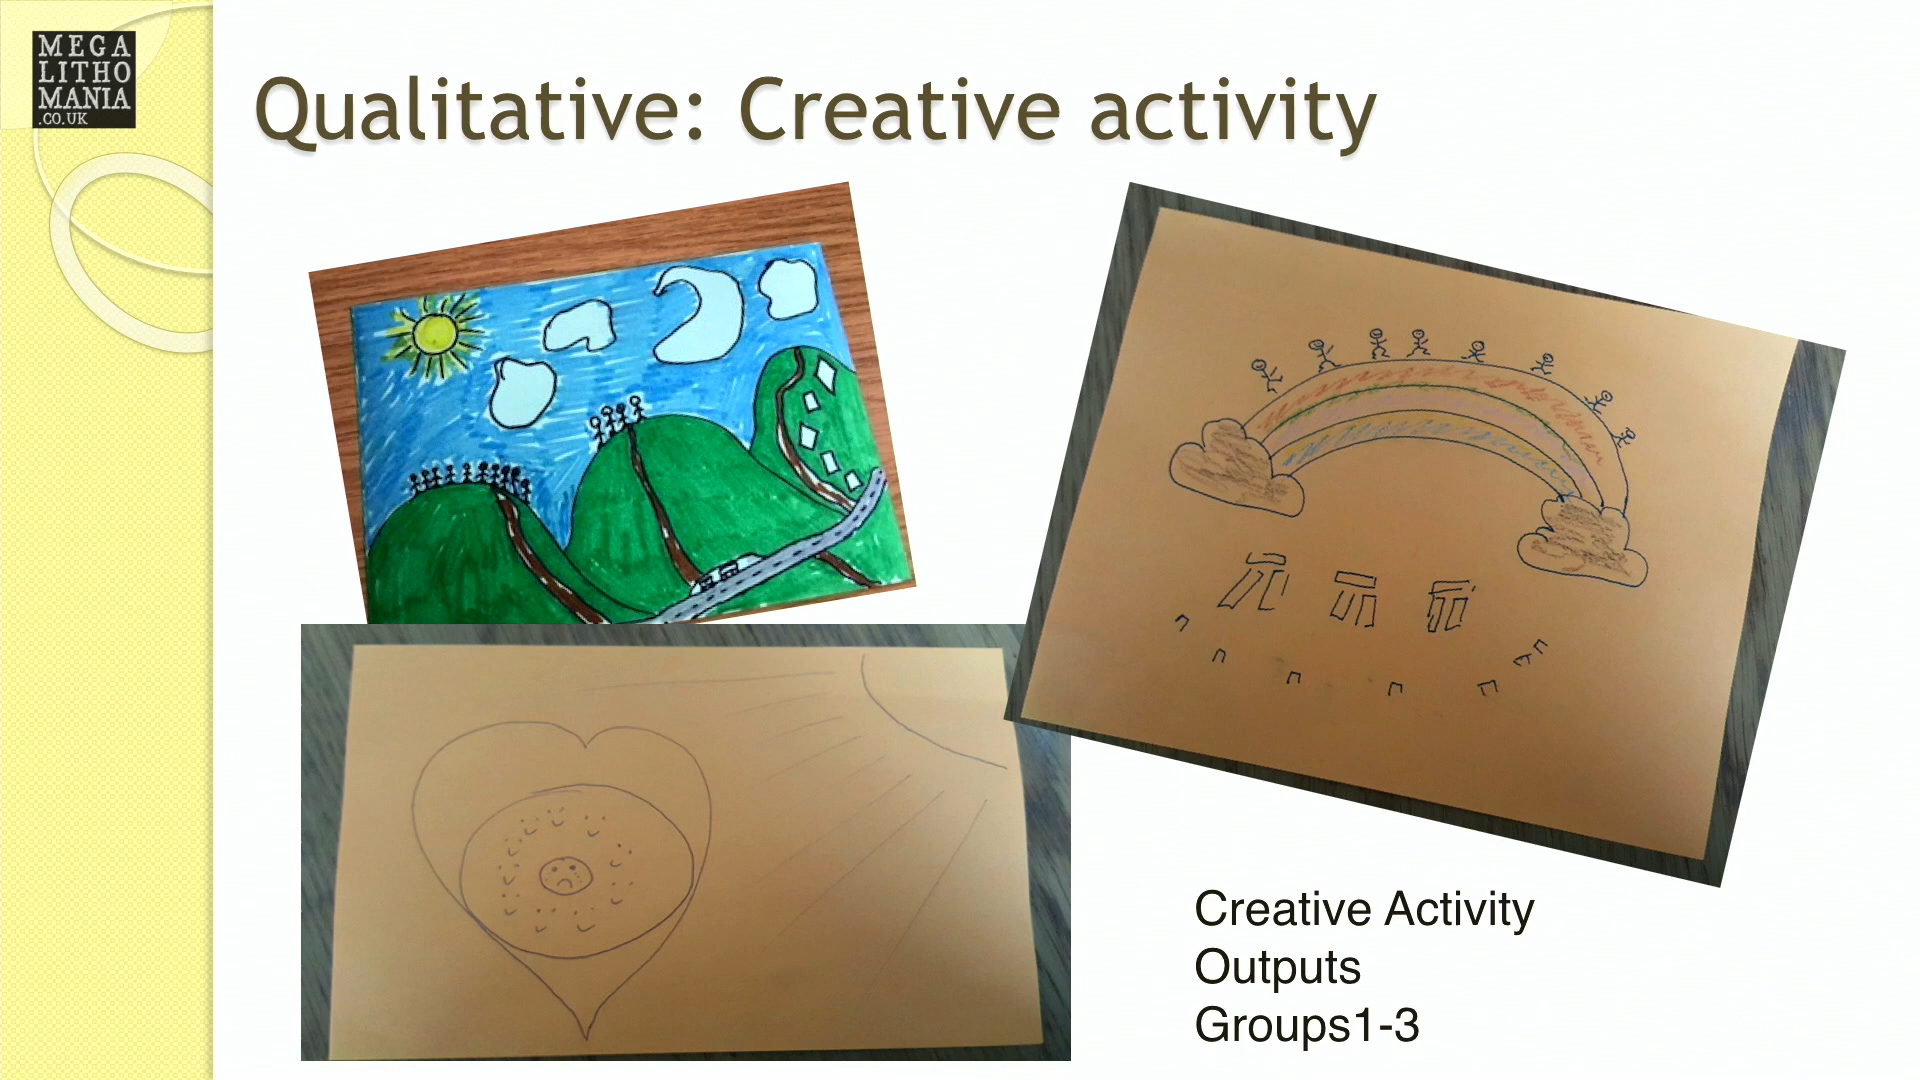 MEGA
LITHO
MANIA
.CO.UK
Qualitative: Creative activity
Creative Activity
Outputs
Groups1-3